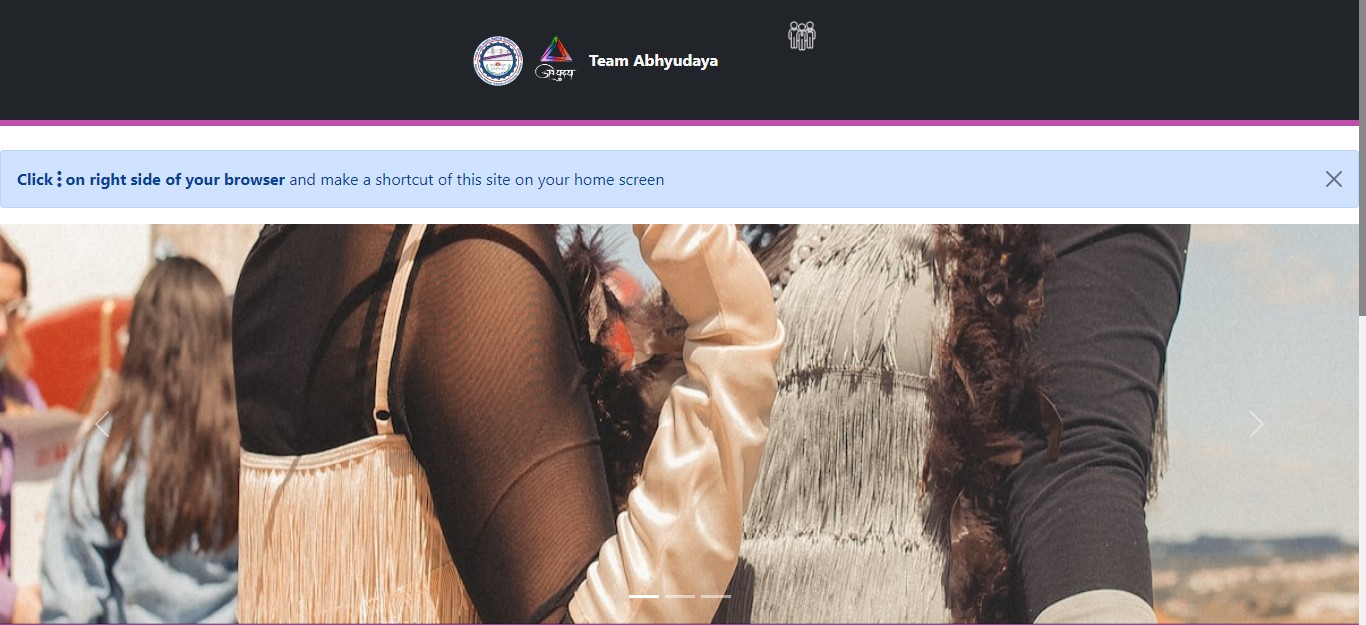 अभ्युदय
Team Abhyudaya
Click⋮on right side of your browser and make a shortcut of this site on your home screen